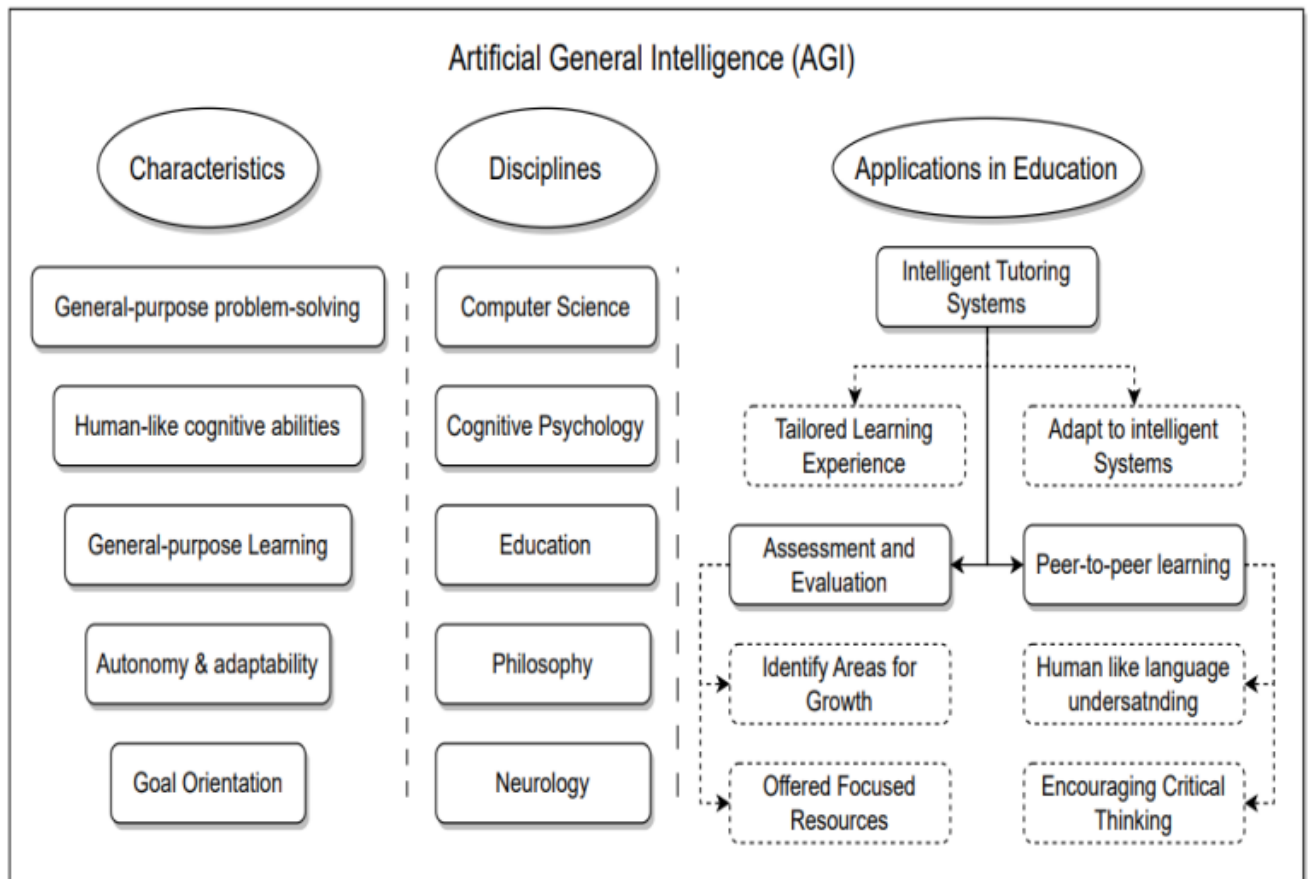 Artificial General Intelligence (AGI)
Characteristics
Disciplines
Applications in Education
General-purpose problem-solving
Human-like cognitive abilities
General-purpose Learning
Autonomy & adaptability
Goal Orientation
Computer Science
Cognitive Psychology
Education
Philosophy
Neurology
Intelligent Tutoring
Systems
Tailored Learning
Experience
Adapt to intelligent
Systems
Assessment and
Evaluation
Peer-to-peer learning
Identify Areas for
Growth
Human like language
undersatnding
Offered Focused
Resources
Encouraging Critical
Thinking